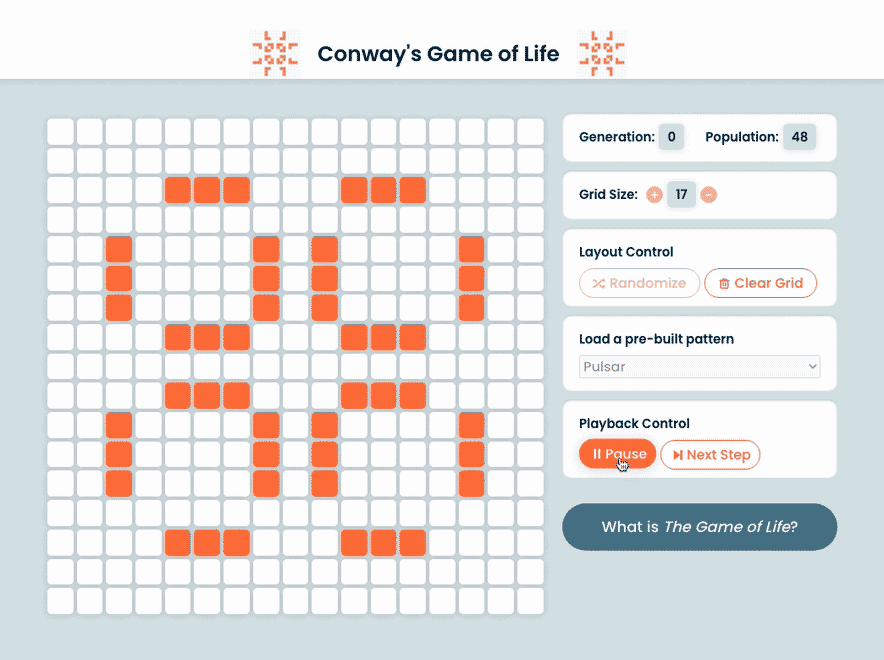 Conway's Game of Life
Generation: 0 Population: 48
Grid Size: + 17 -
Layout Control
Randomize Clear Grid
Load a pre-built pattern
Pulsar
Playback Control
Pause Next Step
What is The Game of Life?